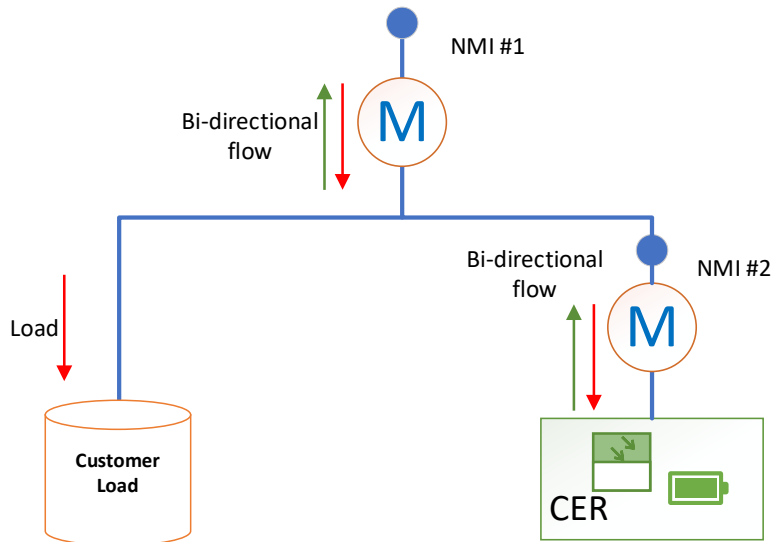 NMI #1
M
Bi-directional
flow
NMI #2
Bi-directional
flow
M
Load
Customer
Load
CER